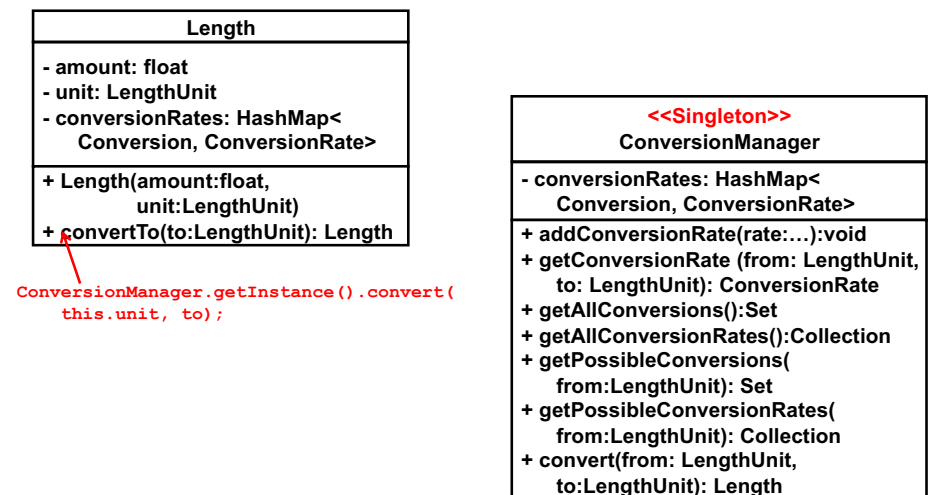 Length
- amount: float
- unit: LengthUnit
- conversionRates: HashMap<
Conversion, ConversionRate>
+ Length(amount:float,
unit:LengthUnit)
+ convertTo(to:LengthUnit): Length
ConversionManager.getInstance().convert(
this.unit, to);
<<Singleton>>
ConversionManager
- conversionRates: HashMap<
Conversion, ConversionRate>
+ addConversionRate(rate:…):void
+ getConversionRate (from: LengthUnit,
to: LengthUnit): ConversionRate
+ getAllConversions():Set
+ getAllConversionRates():Collection
+ getPossibleConversions(
from:LengthUnit): Set
+ getPossibleConversionRates(
from:LengthUnit): Collection
+ convert(from: LengthUnit,
to:LengthUnit): Length